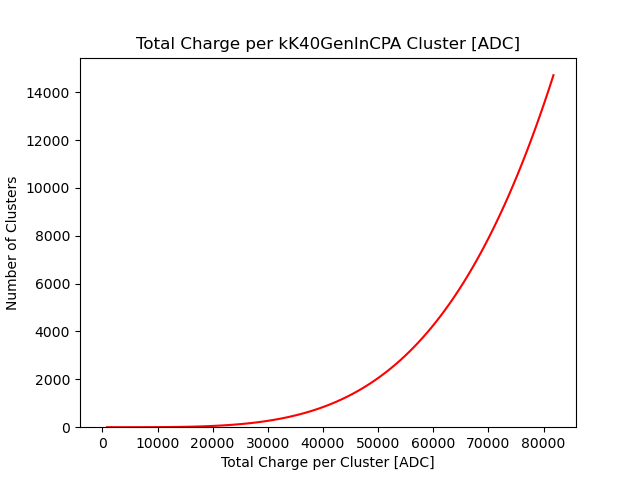 Total Charge per kK40GenInCPA Cluster [ADC]
Number of Clusters
14000
12000
10000
8000
6000
4000
2000
0
0 10000 20000 30000 40000 50000 60000 70000 80000
Total Charge per Cluster [ADC]